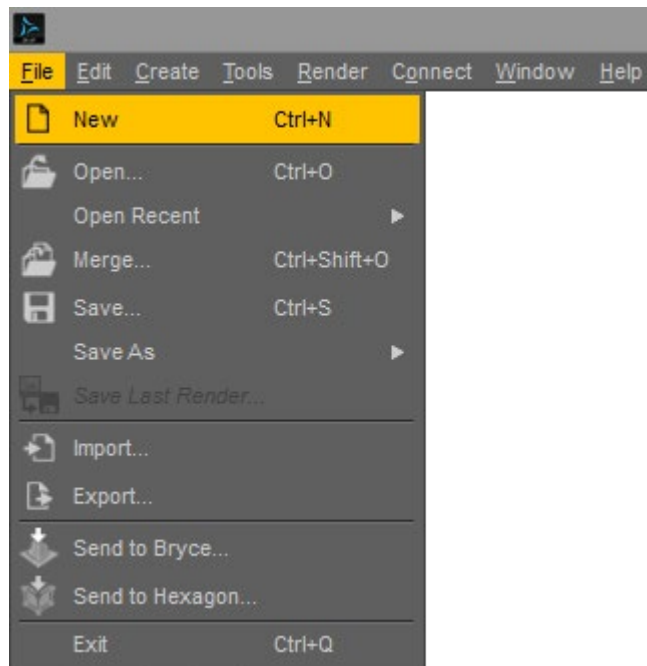 File Edit Create Tools Render Connect Window Help
New Ctrl+N
Open... Ctrl+O
Open Recent
Merge... Ctrl+Shift+O
Save... Ctrl+S
Save As
Save Last Render...
Import...
Export...
Send to Bryce...
Send to Hexagon...
Exit Ctrl+Q